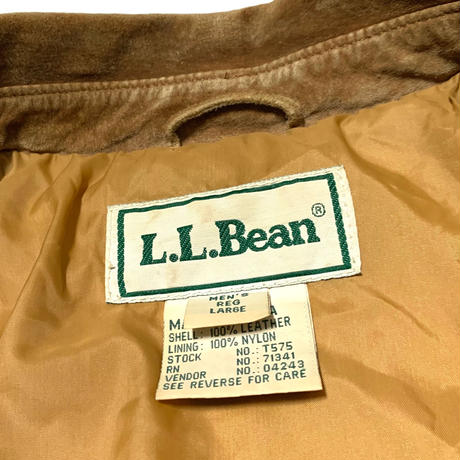 L.L.Bean®
MEN'S
REG
LARGE
SHELL: 100% LEATHER
LINING: 100% NYLON
STOCK NO.: T575
RN NO.: 71341
VENDOR NO.: 04243
SEE REVERSE FOR CARE